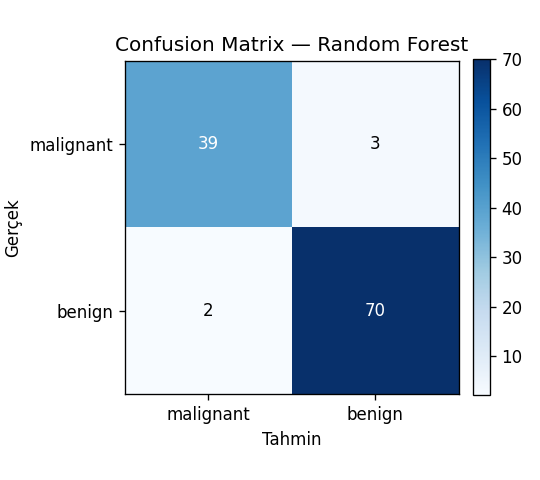 Confusion Matrix — Random Forest
70
60
50
40
30
20
10
Gerçek
malignant
39
3
benign
2
70
malignant
benign
Tahmin